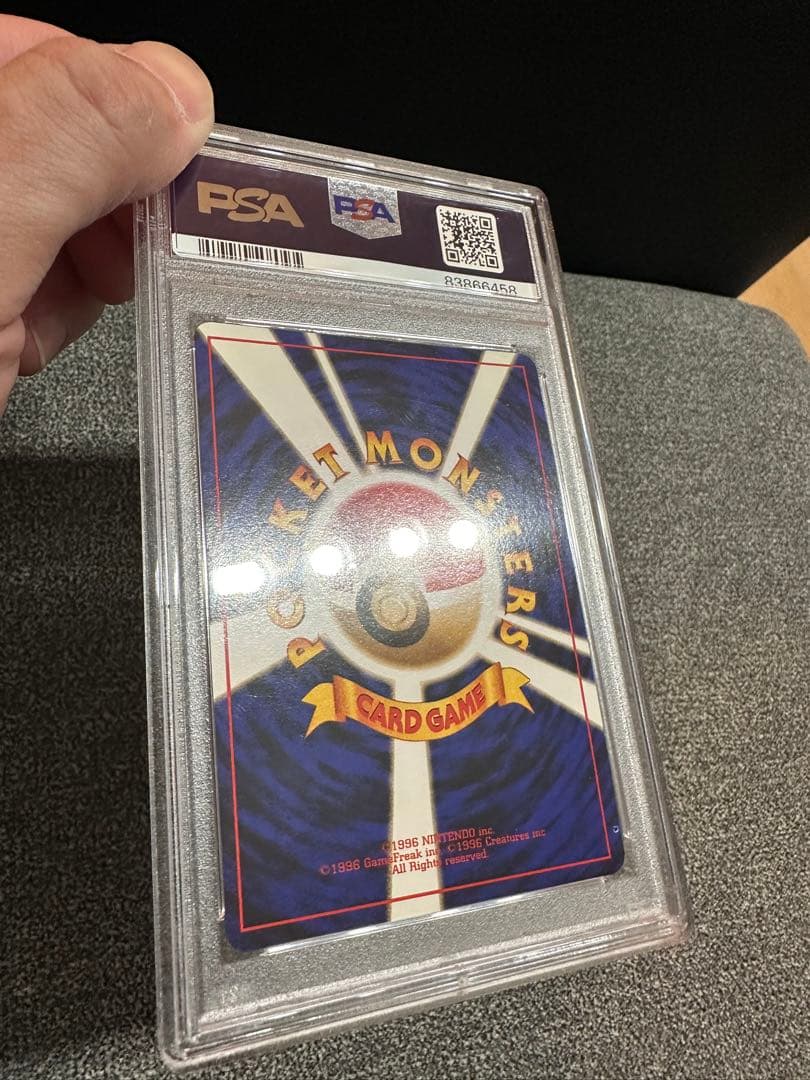 PSA PSA
83866458
POCKET MONSTERS
CARD GAME
©1996 NINTENDO inc.
©1996 GameFreak inc. ©1996 Creatures inc
All Rights reserved.